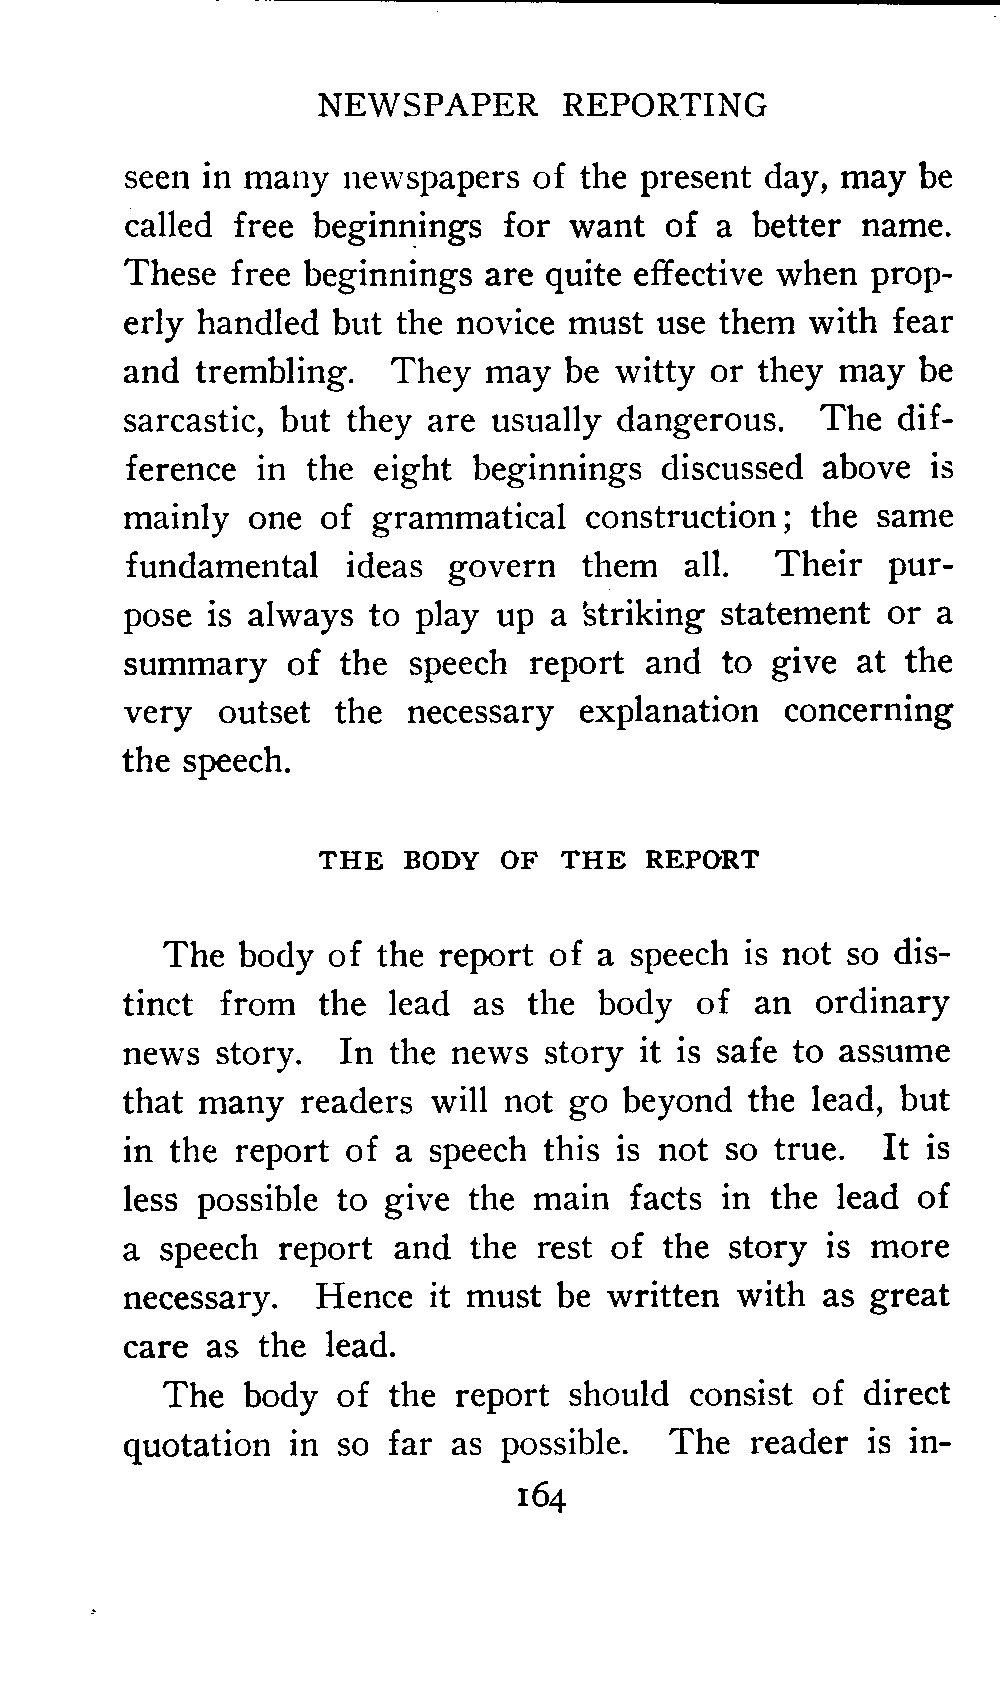 NEWSPAPER REPORTING
seen in many newspapers of the present day, may be
called free beginnings for want of a better name.
These free beginnings are quite effective when prop-
erly handled but the novice must use them with fear
and trembling. They may be witty or they may be
sarcastic, but they are usually dangerous. The dif-
ference in the eight beginnings discussed above is
mainly one of grammatical construction; the same
fundamental ideas govern them all. Their pur-
pose is always to play up a striking statement or a
summary of the speech report and to give at the
very outset the necessary explanation concerning
the speech.
THE BODY OF THE REPORT
The body of the report of a speech is not so dis-
tinct from the lead as the body of an ordinary
news story. In the news story it is safe to assume
that many readers will not go beyond the lead, but
in the report of a speech this is not so true. It is
less possible to give the main facts in the lead of
a speech report and the rest of the story is more
necessary. Hence it must be written with as great
care as the lead.
The body of the report should consist of direct
quotation in so far as possible. The reader is in-
164